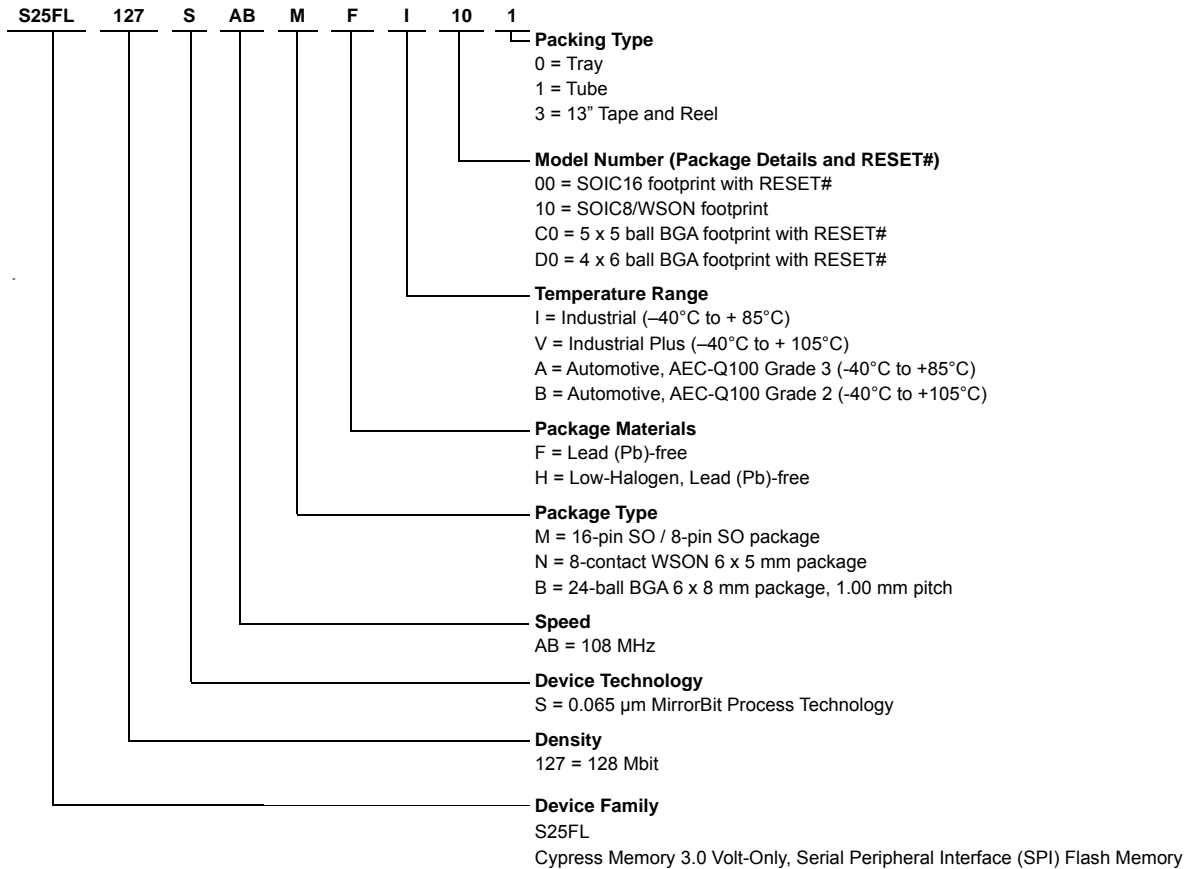 S25FL 127 S AB M F I 10 1
Packing Type
0 = Tray
1 = Tube
3 = 13” Tape and Reel
Model Number (Package Details and RESET#)
00 = SOIC16 footprint with RESET#
10 = SOIC8/WSON footprint
C0 = 5 x 5 ball BGA footprint with RESET#
D0 = 4 x 6 ball BGA footprint with RESET#
Temperature Range
I = Industrial (–40°C to + 85°C)
V = Industrial Plus (–40°C to + 105°C)
A = Automotive, AEC-Q100 Grade 3 (-40°C to +85°C)
B = Automotive, AEC-Q100 Grade 2 (-40°C to +105°C)
Package Materials
F = Lead (Pb)-free
H = Low-Halogen, Lead (Pb)-free
Package Type
M = 16-pin SO / 8-pin SO package
N = 8-contact WSON 6 x 5 mm package
B = 24-ball BGA 6 x 8 mm package, 1.00 mm pitch
Speed
AB = 108 MHz
Device Technology
S = 0.065 µm MirrorBit Process Technology
Density
127 = 128 Mbit
Device Family
S25FL
Cypress Memory 3.0 Volt-Only, Serial Peripheral Interface (SPI) Flash Memory